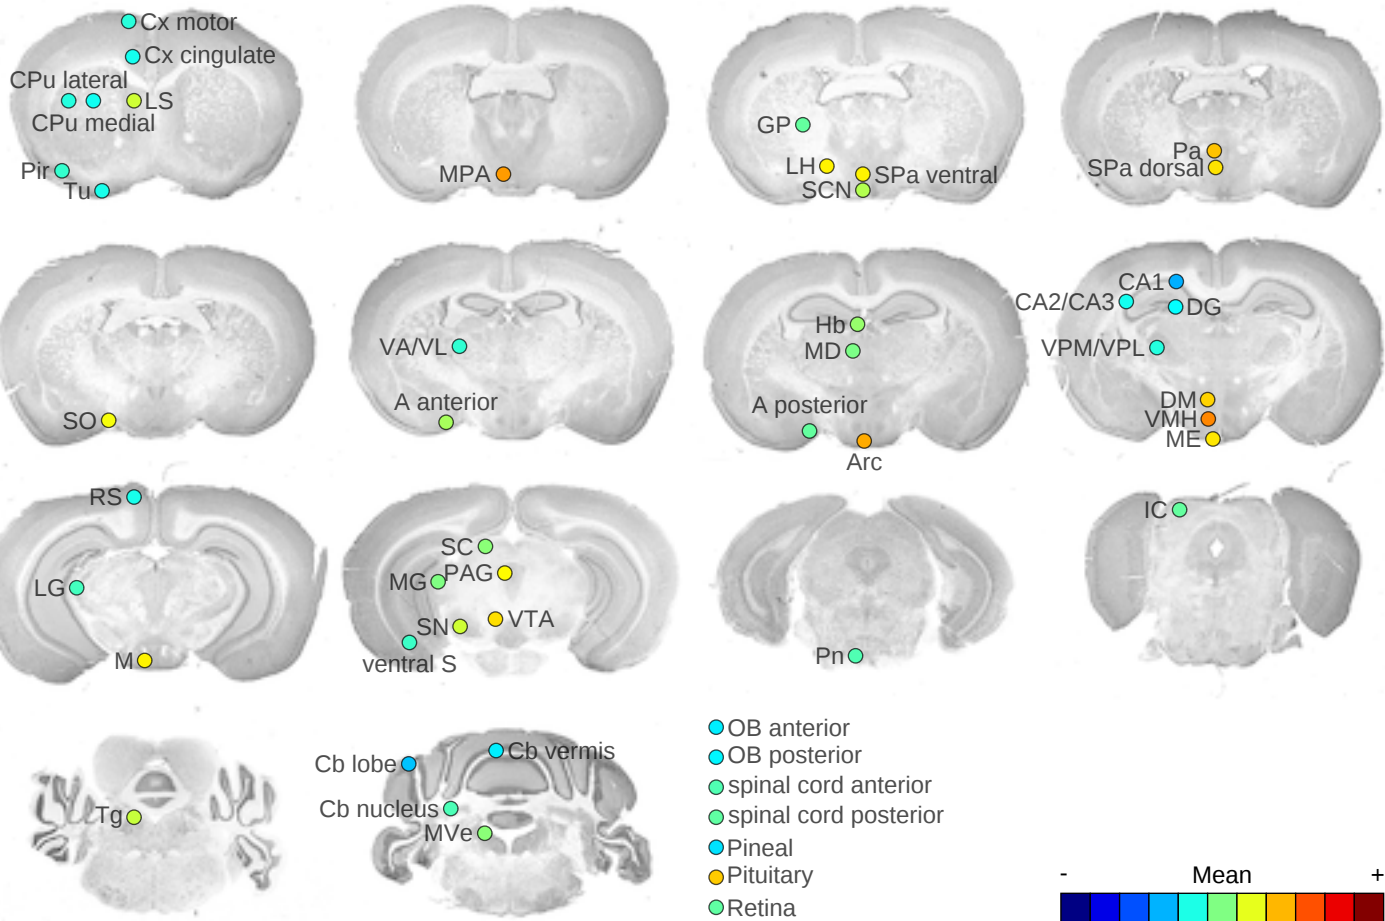 Cx motor
Cx cingulate
CPu lateral
LS
CPu medial
Pir
Tu
MPA
GP
LH
SPa ventral
SCN
Pa
SPa dorsal
SO
VA/VL
A anterior
Hb
MD
A posterior
Arc
CA1
CA2/CA3
DG
VPM/VPL
DM
VMH
ME
RS
LG
M
SC
MG
PAG
SN
VTA
ventral S
Pn
IC
Tg
Cb lobe
Cb vermis
Cb nucleus
MVe
OB anterior
OB posterior
spinal cord anterior
spinal cord posterior
Pineal
Pituitary
Retina
- Mean +